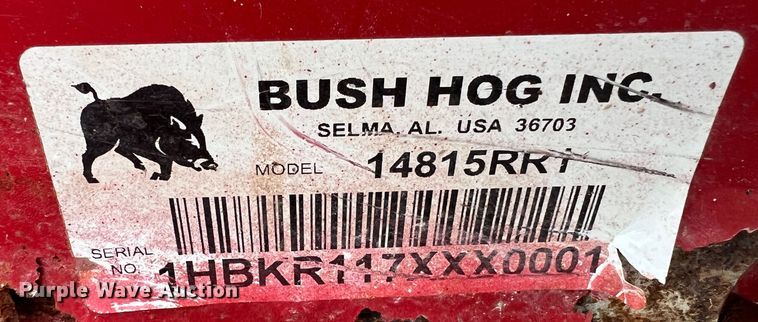 BUSH HOG INC.
SELMA, AL. USA 36703
MODEL 14815RR1
SERIAL NO. 1HBKR117XXX0001
Purple Wave Auction